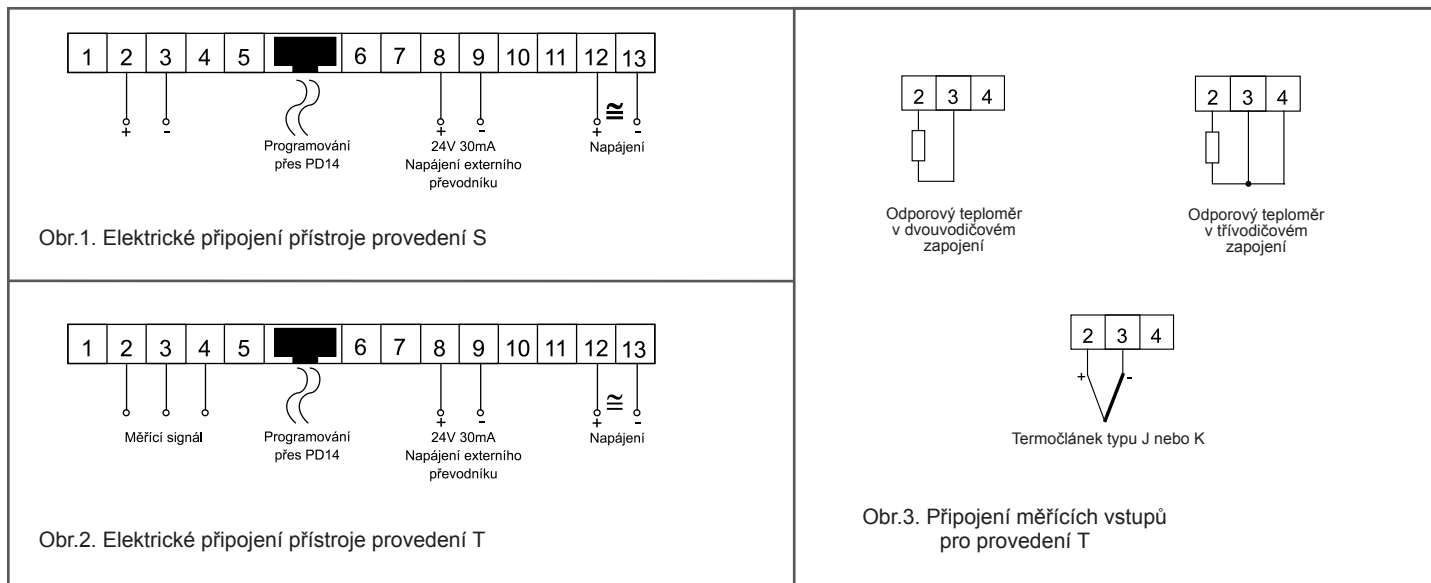 1 2 3 4 5 6 7 8 9 10 11 12 13
+ - + - ≅ + -
Programování
přes PD14
24V 30mA
Napájení externího
převodníku
Napájení
Obr.1. Elektrické připojení přístroje provedení S
1 2 3 4 5 6 7 8 9 10 11 12 13
+ - ≅ + -
Měřící signál
Programování
přes PD14
24V 30mA
Napájení externího
převodníku
Napájení
Obr.2. Elektrické připojení přístroje provedení T
2 3 4
Odporový teploměr
v dvouvodičovém
zapojení
2 3 4
Odporový teploměr
v třívodičovém
zapojení
2 3 4
+ -
Termočlánek typu J nebo K
Obr.3. Připojení měřících vstupů
pro provedení T